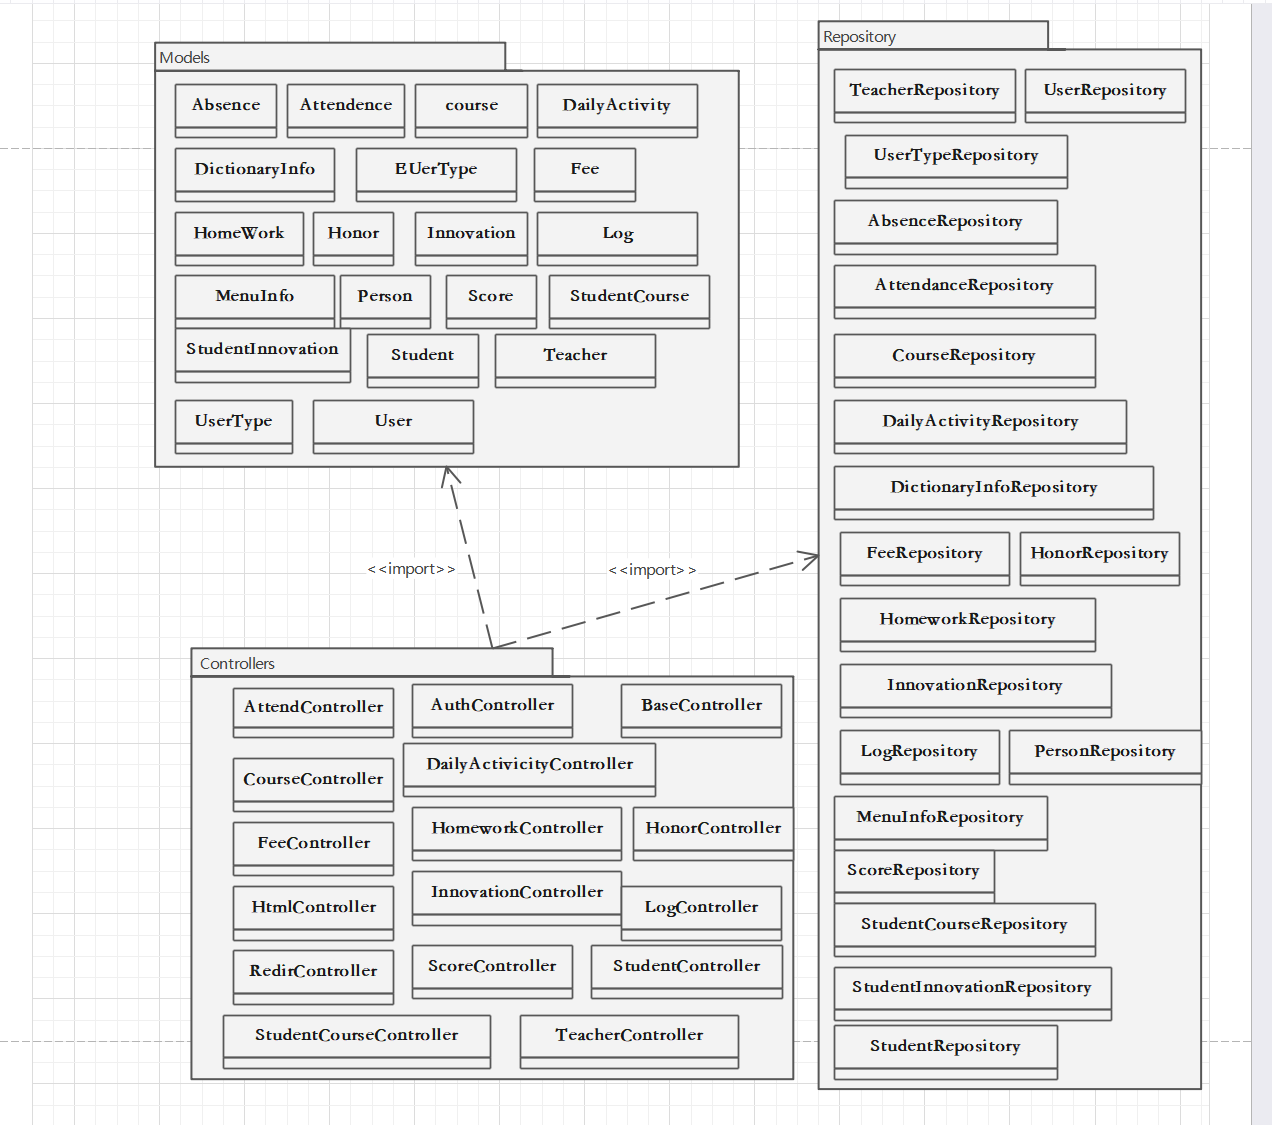 Models
Absence
Attendence
course
DailyActivity
DictionaryInfo
EUerType
Fee
HomeWork
Honor
Innovation
Log
MenuInfo
Person
Score
StudentCourse
StudentInnovation
Student
Teacher
UserType
User
Repository
TeacherRepository
UserRepository
UserTypeRepository
AbsenceRepository
AttendanceRepository
CourseRepository
DailyActivityRepository
DictionaryInfoRepository
FeeRepository
HonorRepository
HomeworkRepository
InnovationRepository
LogRepository
PersonRepository
MenuInfoRepository
ScoreRepository
StudentCourseRepository
StudentInnovationRepository
StudentRepository
<<import>>
<<import>>
Controllers
AttendController
AuthController
BaseController
CourseController
DailyActivicityController
FeeController
HomeworkController
HonorController
HtmlController
InnovationController
LogController
RedirController
ScoreController
StudentController
StudentCourseController
TeacherController